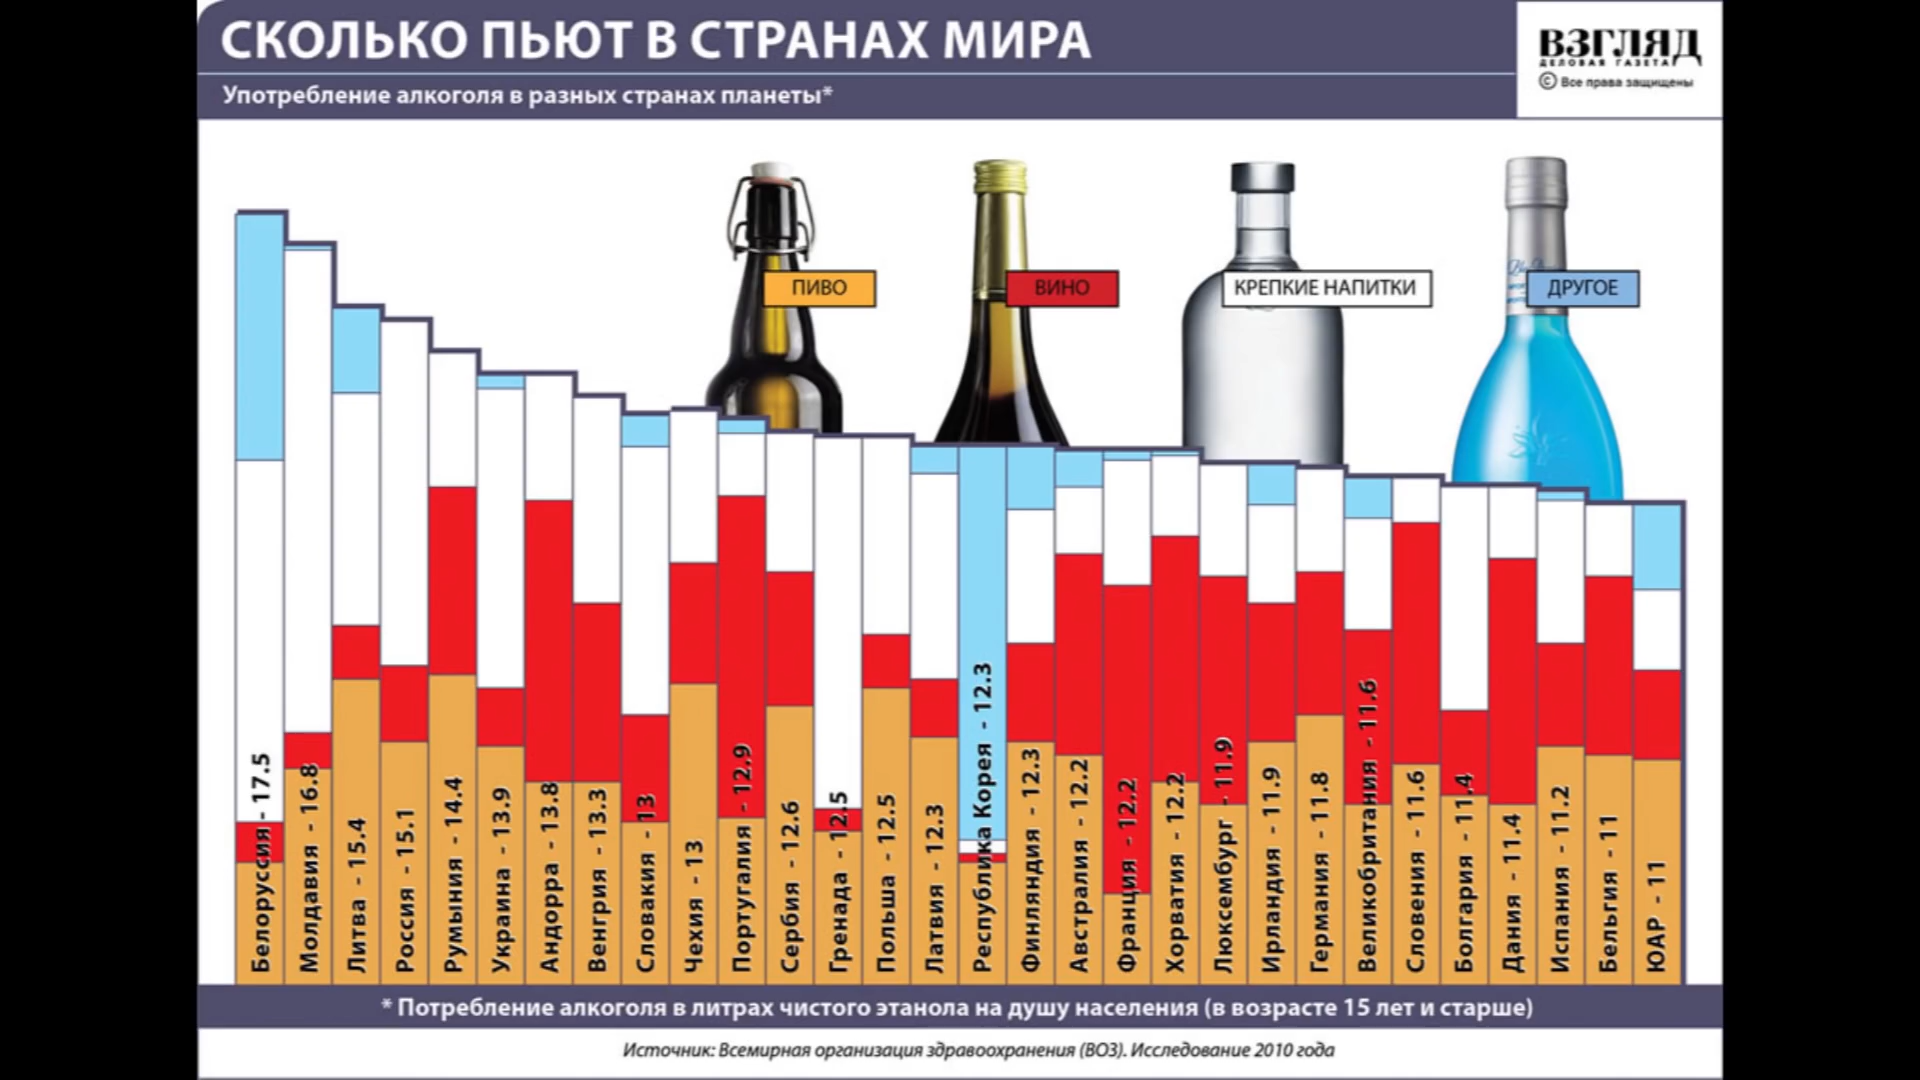 СКОЛЬКО ПЬЮТ В СТРАНАХ МИРА
Употребление алкоголя в разных странах планеты*
ВЗГЛЯД
ДЕЛОВАЯ ГАЗЕТА
© Все права защищены
ПИВО
ВИНО
КРЕПКИЕ НАПИТКИ
ДРУГОЕ
Белоруссия - 17.5
Молдавия - 16.8
Литва - 15.4
Россия - 15.1
Румыния - 14.4
Украина - 13.9
Андорра - 13.8
Венгрия - 13.3
Словакия - 13
Чехия - 13
Португалия - 12.9
Сербия - 12.6
Гренада - 12.5
Польша - 12.5
Латвия - 12.3
Республика Корея - 12.3
Финляндия - 12.3
Австралия - 12.2
Франция - 12.2
Хорватия - 12.2
Люксембург - 11.9
Ирландия - 11.9
Германия - 11.8
Великобритания - 11.6
Словения - 11.6
Болгария - 11.4
Дания - 11.4
Испания - 11.2
Бельгия - 11
ЮАР - 11
* Потребление алкоголя в литрах чистого этанола на душу населения (в возрасте 15 лет и старше)
Источник: Всемирная организация здравоохранения (ВОЗ). Исследование 2010 года